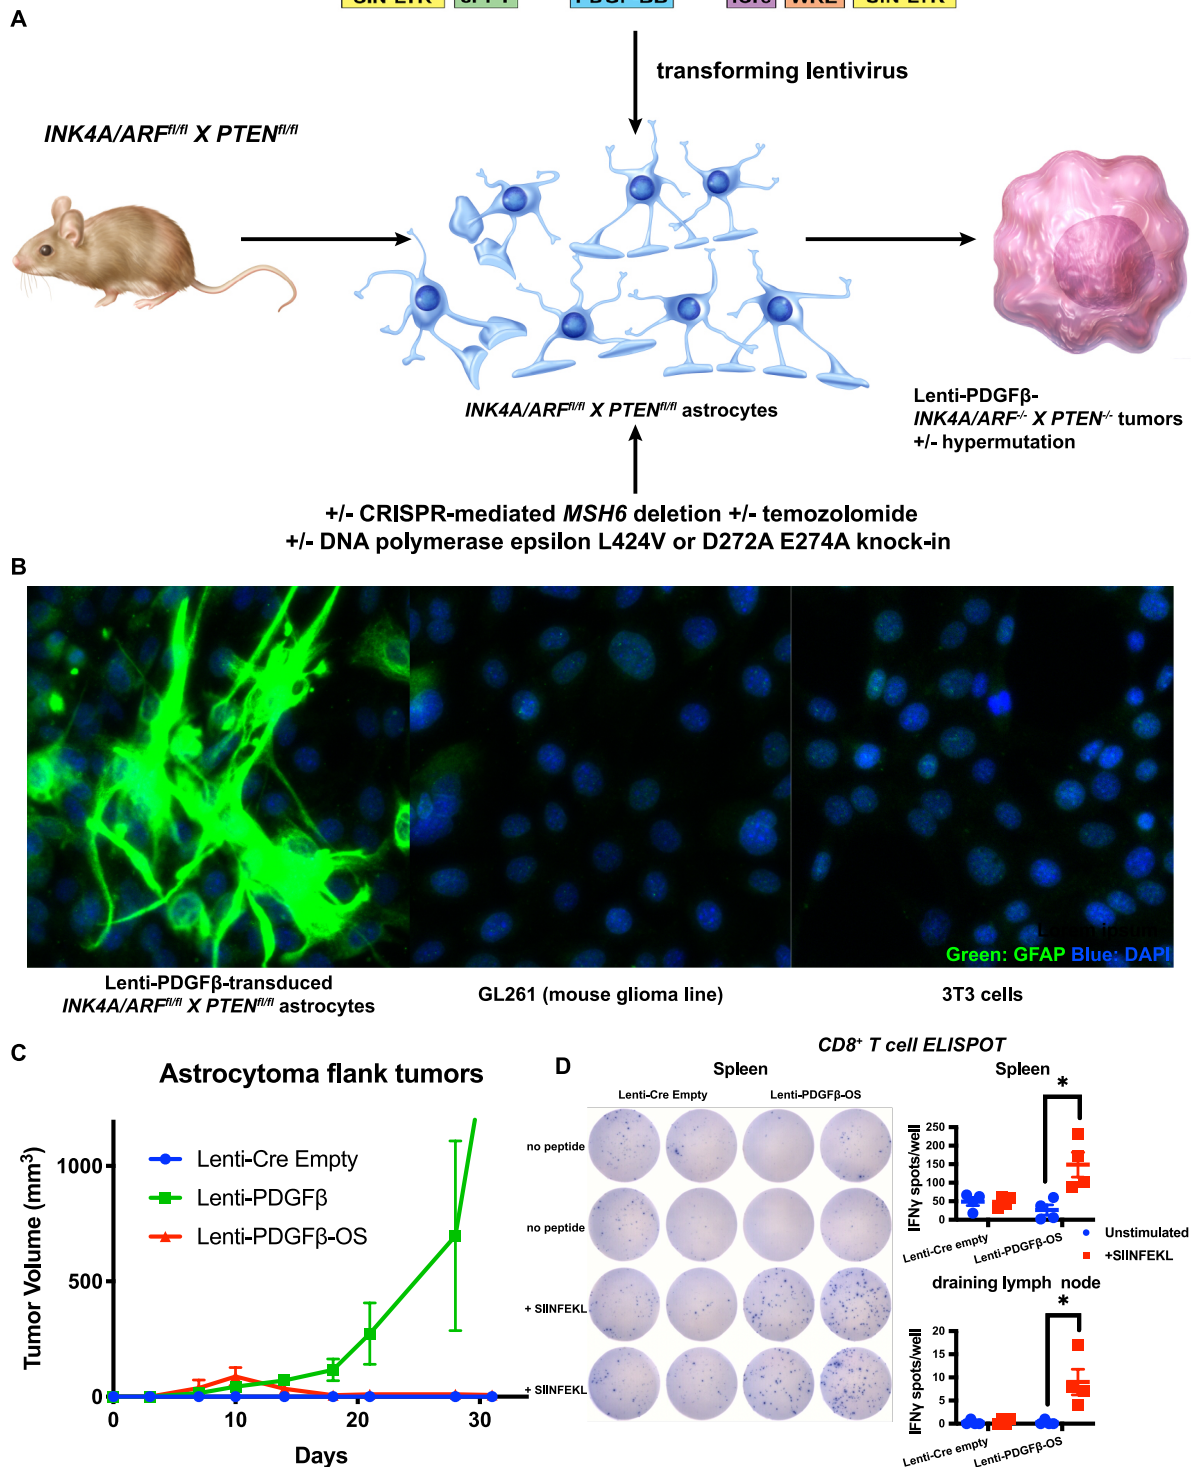 A
transforming lentivirus
INK4A/ARFfl/fl X PTENfl/fl
INK4A/ARFfl/fl X PTENfl/fl astrocytes
Lenti-PDGFβ-
INK4A/ARF-/- X PTEN-/- tumors
+/- hypermutation
+/- CRISPR-mediated MSH6 deletion +/- temozolomide
+/- DNA polymerase epsilon L424V or D272A E274A knock-in
B
Green: GFAP Blue: DAPI
Lenti-PDGFβ-transduced
INK4A/ARFfl/fl X PTENfl/fl astrocytes
GL261 (mouse glioma line)
3T3 cells
C
Astrocytoma flank tumors
Tumor Volume (mm3)
1000
500
0
Lenti-Cre Empty
Lenti-PDGFβ
Lenti-PDGFβ-OS
0 10 20 30
Days
D
CD8+ T cell ELISPOT
Spleen
Lenti-Cre Empty Lenti-PDGFβ-OS
no peptide
no peptide
+ SIINFEKL
+ SIINFEKL
Spleen
*
IFNγ spots/well
250
200
150
100
50
0
Lenti-Cre empty
Lenti-PDGFβ-OS
Unstimulated
+SIINFEKL
draining lymph node
*
IFNγ spots/well
20
15
10
5
0
Lenti-Cre empty
Lenti-PDGFβ-OS